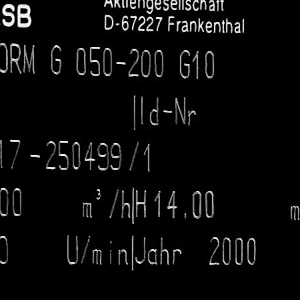 SB Aktiengesellschaft
D-67227 Frankenthal
ORM G 050-200 G10
Id-Nr
17-250499/1
00 m³/h H 14.00 m
0 U/min Jahr 2000